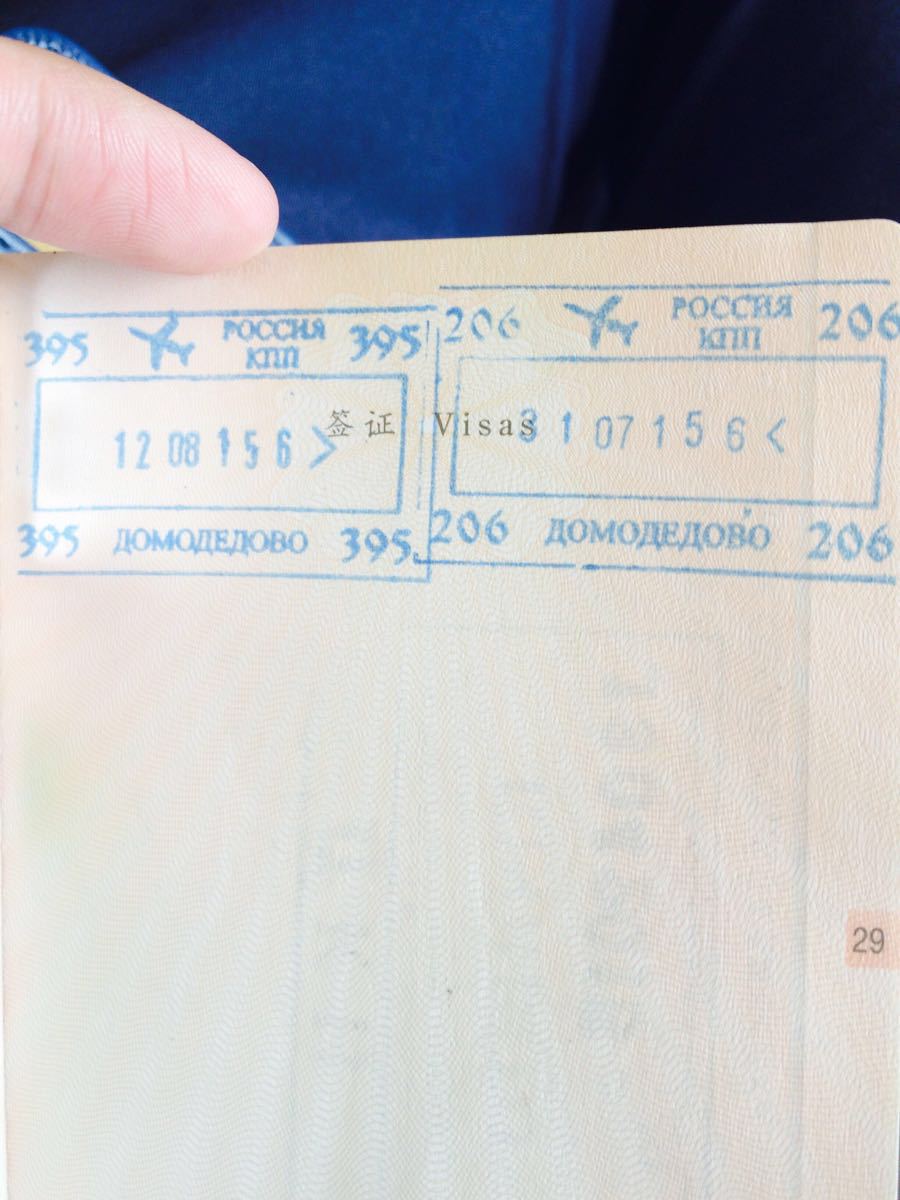 395 РОССИЯ 395
КПП
12 08 15 6 >
395 ДОМОДЕДОВО 395
206 РОССИЯ 206
КПП
31 07 15 6 <
206 ДОМОДЕДОВО 206
签证 Visas
29